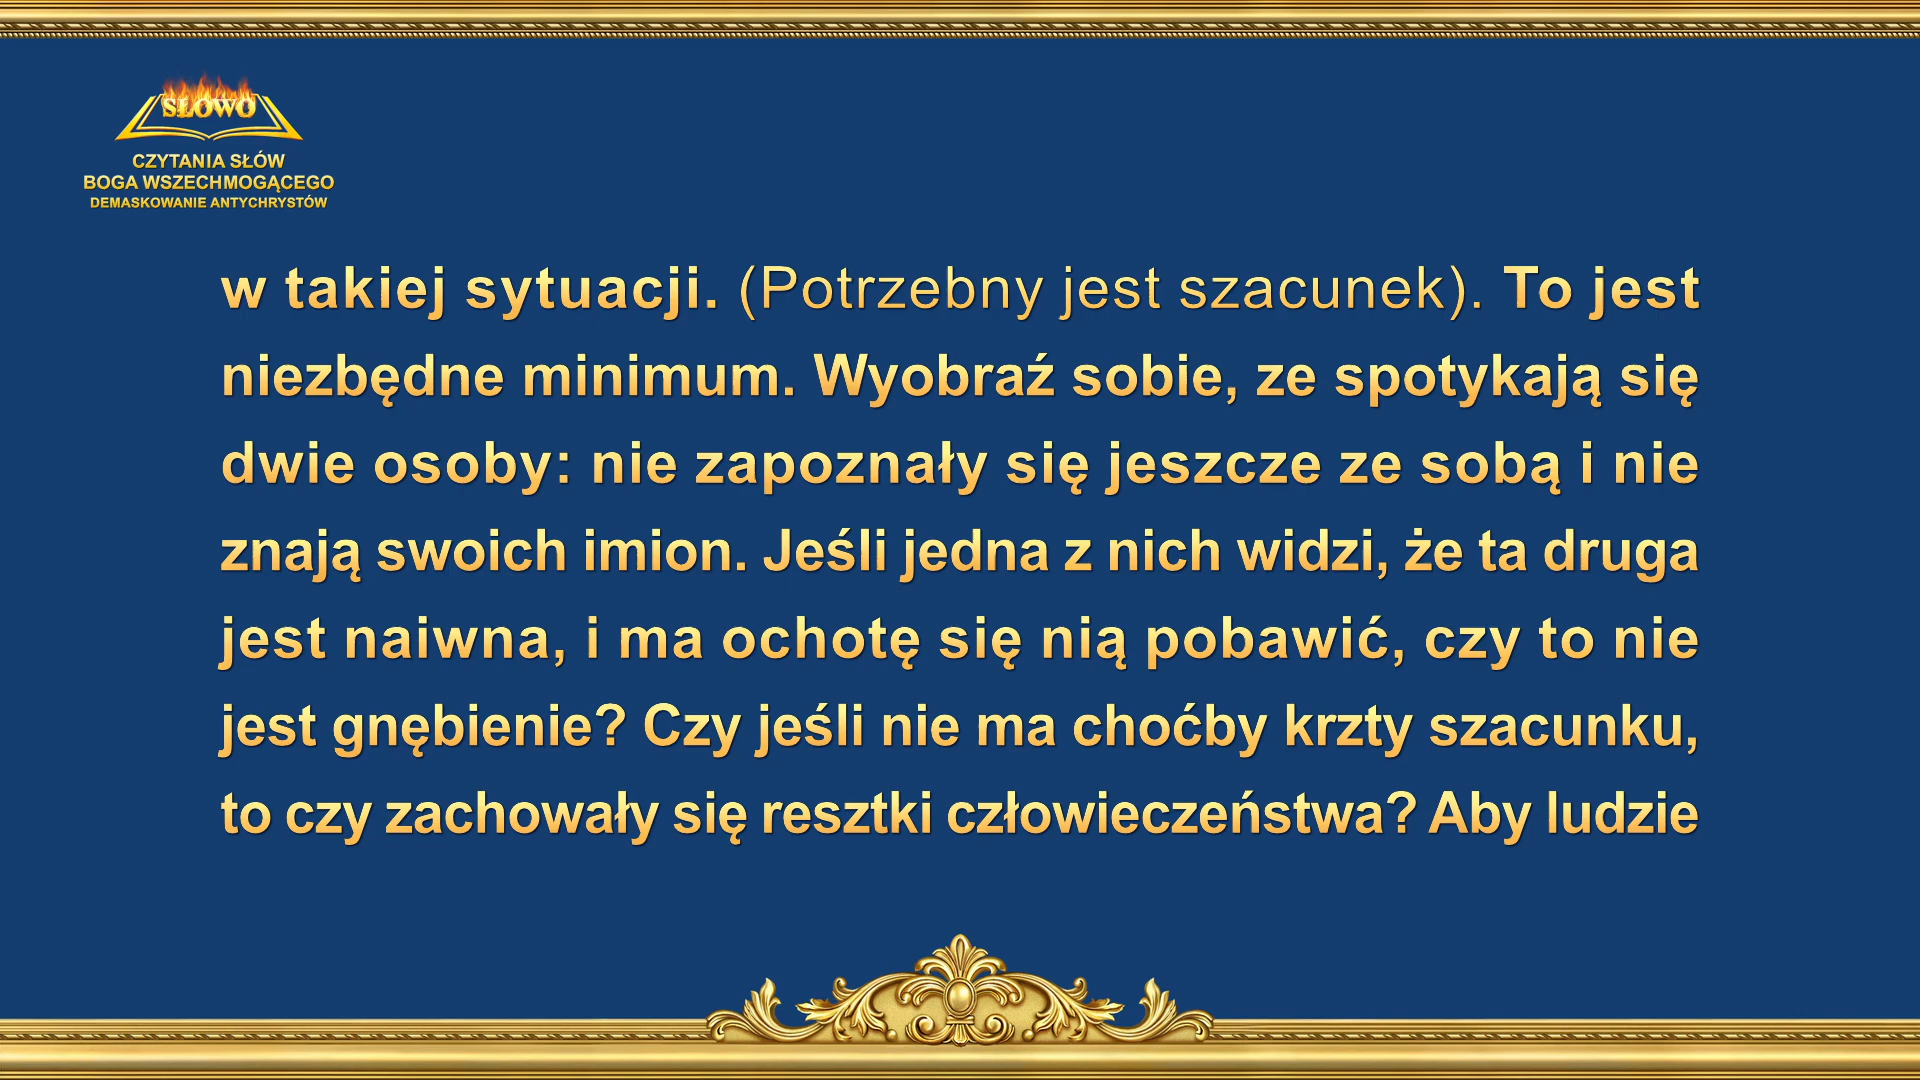 SŁOWO
CZYTANIA SŁÓW
BOGA WSZECHMOGĄCEGO
DEMASKOWANIE ANTYCHRYSTÓW
w takiej sytuacji. (Potrzebny jest szacunek). To jest
niezbędne minimum. Wyobraź sobie, ze spotykają się
dwie osoby: nie zapoznały się jeszcze ze sobą i nie
znają swoich imion. Jeśli jedna z nich widzi, że ta druga
jest naiwna, i ma ochotę się nią pobawić, czy to nie
jest gnębienie? Czy jeśli nie ma choćby krzty szacunku,
to czy zachowały się resztki człowieczeństwa? Aby ludzie